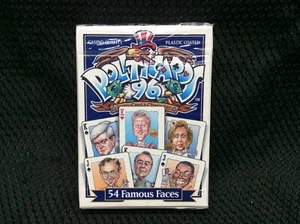 CASINO QUALITY PLASTIC COATED
POLITICARDS
96
54 Famous Faces